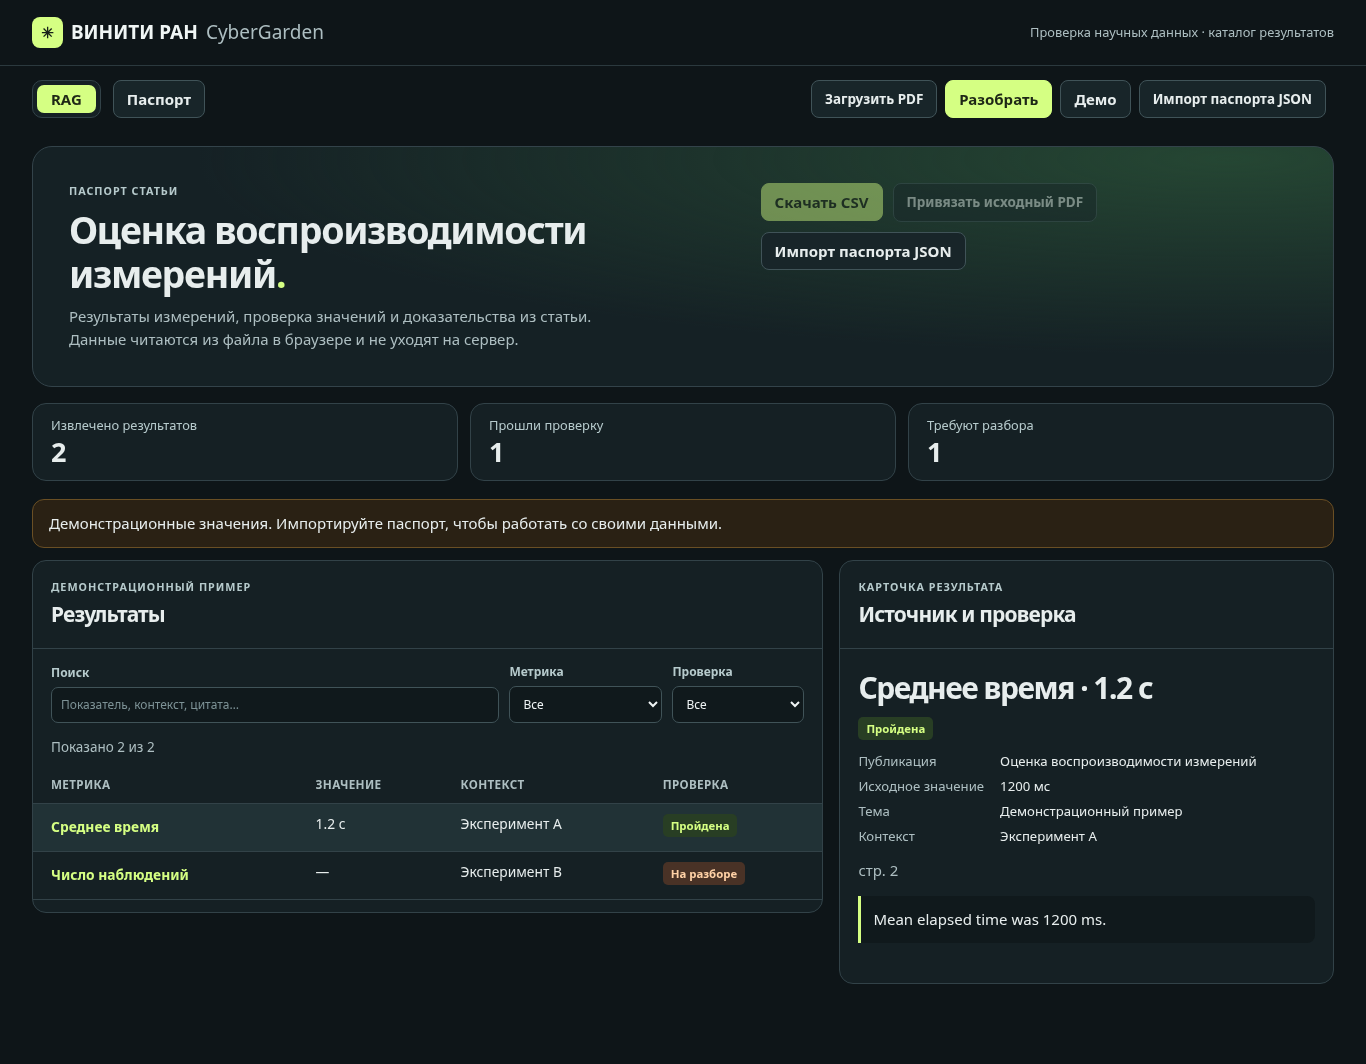 ВИНИТИ РАН CyberGarden
Проверка научных данных · каталог результатов
RAG
Паспорт
Загрузить PDF
Разобрать
Демо
Импорт паспорта JSON
ПАСПОРТ СТАТЬИ
Оценка воспроизводимости
измерений.
Результаты измерений, проверка значений и доказательства из статьи.
Данные читаются из файла в браузере и не уходят на сервер.
Скачать CSV
Привязать исходный PDF
Импорт паспорта JSON
Извлечено результатов
2
Прошли проверку
1
Требуют разбора
1
Демонстрационные значения. Импортируйте паспорт, чтобы работать со своими данными.
ДЕМОНСТРАЦИОННЫЙ ПРИМЕР
Результаты
Поиск
Показатель, контекст, цитата...
Метрика
Все
Проверка
Все
Показано 2 из 2
МЕТРИКА ЗНАЧЕНИЕ КОНТЕКСТ ПРОВЕРКА
Среднее время 1.2 с Эксперимент A Пройдена
Число наблюдений — Эксперимент B На разборе
КАРТОЧКА РЕЗУЛЬТАТА
Источник и проверка
Среднее время · 1.2 с
Пройдена
Публикация Оценка воспроизводимости измерений
Исходное значение 1200 мс
Тема Демонстрационный пример
Контекст Эксперимент A
стр. 2
Mean elapsed time was 1200 ms.